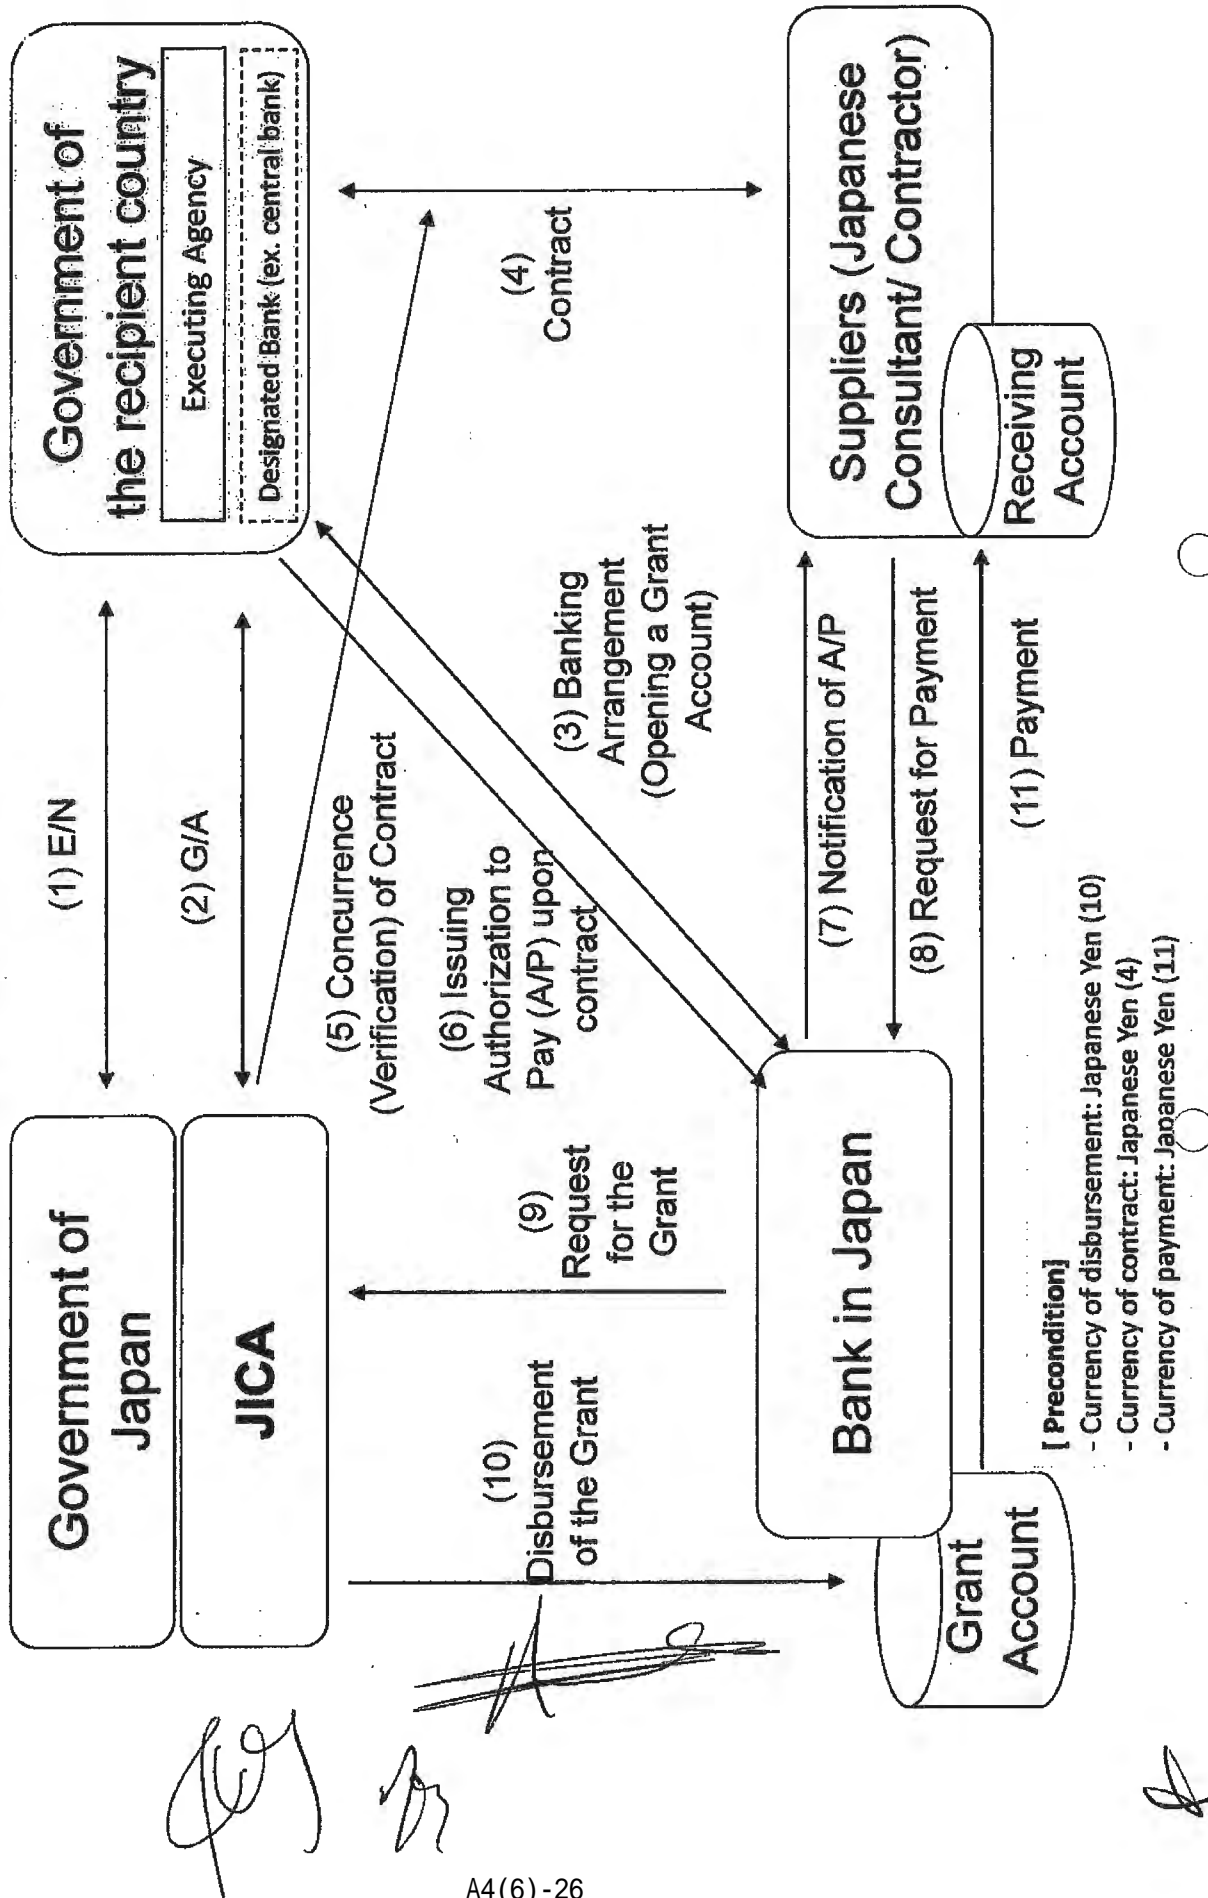 Government of
Japan
JICA
(1) E/N
(2) G/A
Government of
the recipient country
Executing Agency
Designated Bank (ex. central bank)
(5) Concurrence
(Verification) of Contract
(6) Issuing
Authorization to
Pay (A/P) upon
contract
(3) Banking
Arrangement
(Opening a Grant
Account)
(4)
Contract
(10)
Disbursement
of the Grant
(9)
Request
for the
Grant
Bank in Japan
Grant
Account
(7) Notification of A/P
(8) Request for Payment
(11) Payment
Suppliers (Japanese
Consultant/ Contractor)
Receiving
Account
[ Precondition]
- Currency of disbursement: Japanese Yen (10)
- Currency of contract: Japanese Yen (4)
- Currency of payment: Japanese Yen (11)
A4(6)-26